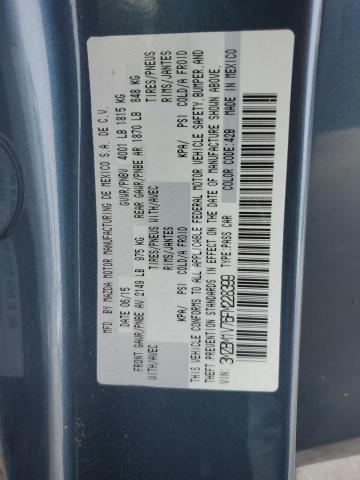 MFD. BY MAZDA MOTOR MANUFACTURING DE MEXICO S.A. DE C.V.
DATE 06/15 GVWR/PNBV 4001 LB 1815 KG
FRONT GAWR/PNBE AV 2149 LB 975 KG REAR GAWR/PNBE AR 1870 LB 848 KG
WITH/AVEC TIRES/PNEUS WITH/AVEC TIRES/PNEUS
RIMS/JANTES RIMS/JANTES
KPA/ PSI COLD/A FROID KPA/ PSI COLD/A FROID
THIS VEHICLE CONFORMS TO ALL APPLICABLE FEDERAL MOTOR VEHICLE SAFETY, BUMPER, AND
THEFT PREVENTION STANDARDS IN EFFECT ON THE DATE OF MANUFACTURE SHOWN ABOVE.
COLOR CODE: 42B MADE IN MEXICO
TYPE: PASS CAR